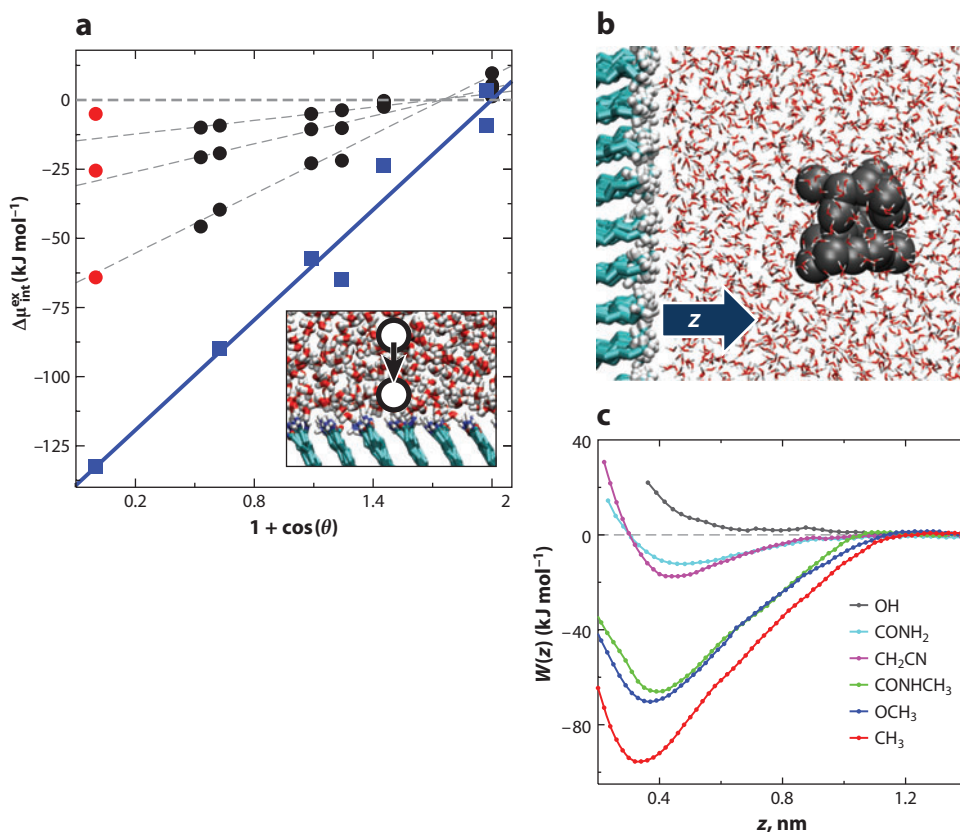 a
0
−25
−50
−75
−100
−125
Δμ^ex_int (kJ mol⁻¹)
0.2
0.8
1.4
2
1 + cos(θ)
b
z
c
40
0
−40
−80
W(z) (kJ mol⁻¹)
OH
CONH₂
CH₂CN
CONHCH₃
OCH₃
CH₃
0.4
0.8
1.2
z, nm